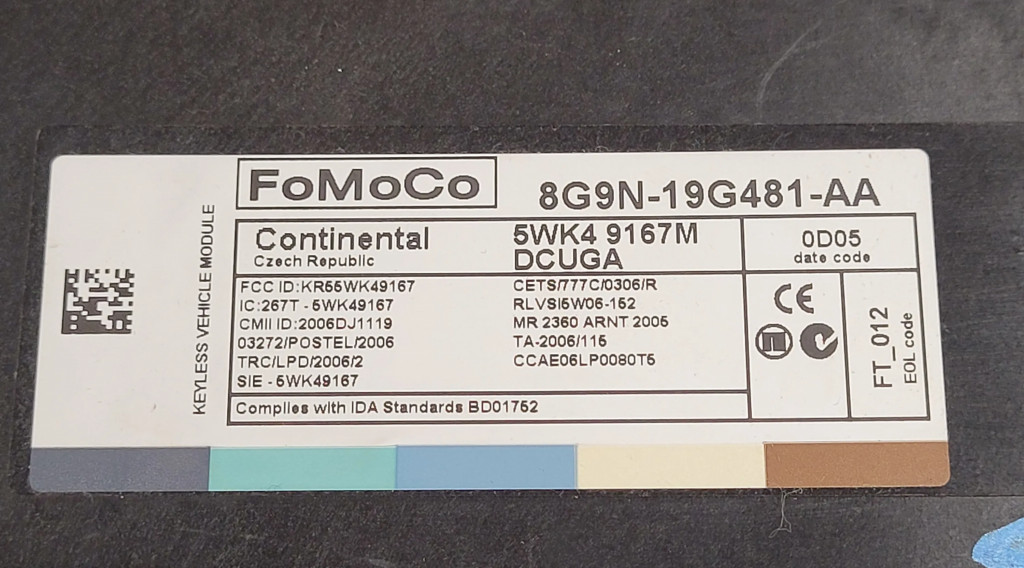 FoMoCo
8G9N-19G481-AA
KEYLESS VEHICLE MODULE
Continental
Czech Republic
5WK4 9167M
DCUGA
0D05
date code
FCC ID:KR55WK49167
IC:267T - 5WK49167
CMII ID:2006DJ1119
03272/POSTEL/2006
TRC/LPD/2006/2
SIE - 5WK49167
CETS/777C/0306/R
RLVSI5W06-152
MR 2360 ARNT 2005
TA-2006/115
CCAE06LP0080T5
CE
FT_012
EOL code
Complies with IDA Standards BD01752